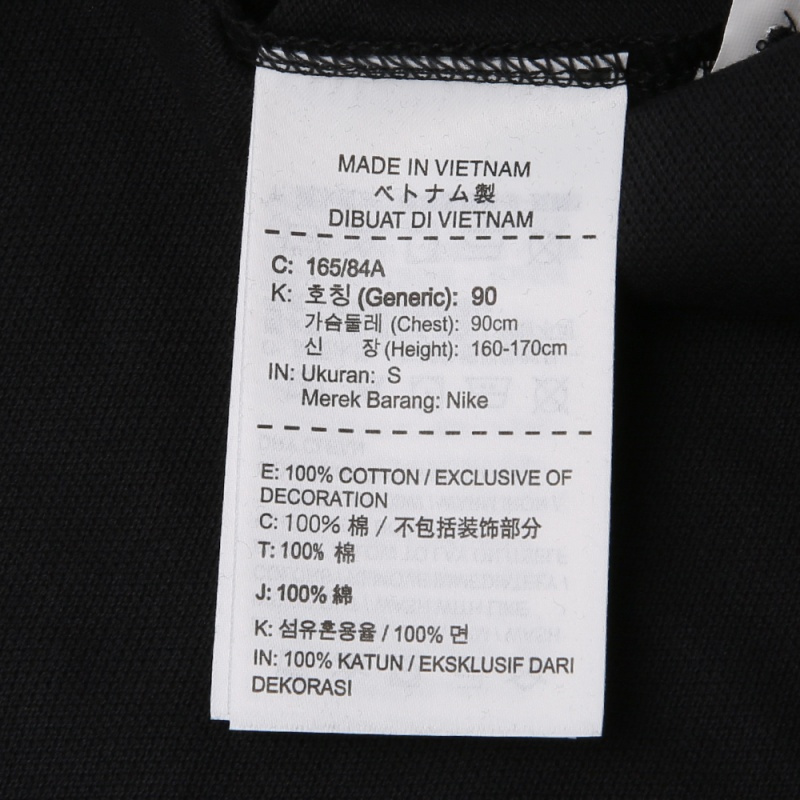 MADE IN VIETNAM
ベトナム製
DIBUAT DI VIETNAM
C: 165/84A
K: 호칭 (Generic): 90
가슴둘레 (Chest): 90cm
신 장 (Height): 160-170cm
IN: Ukuran: S
Merek Barang: Nike
E: 100% COTTON / EXCLUSIVE OF
DECORATION
C: 100% 棉 / 不包括装饰部分
T: 100% 棉
J: 100% 綿
K: 섬유혼용율 / 100% 면
IN: 100% KATUN / EKSKLUSIF DARI
DEKORASI